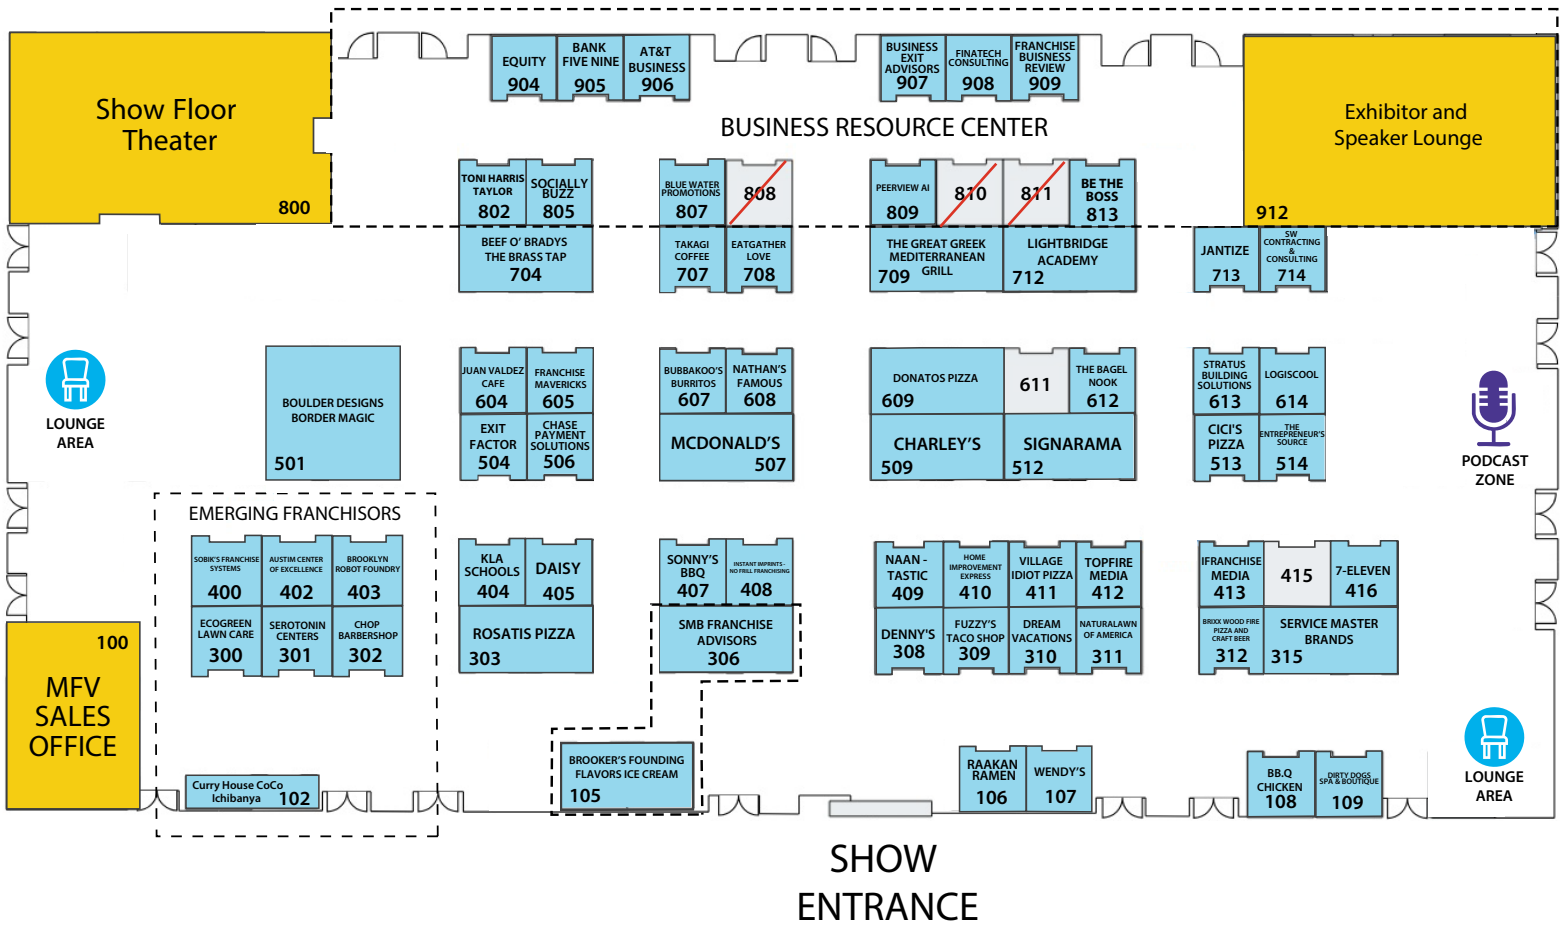 Show Floor
Theater
800
EQUITY
904
BANK
FIVE NINE
905
AT&T
BUSINESS
906
BUSINESS
EXIT
ADVISORS
907
FINATECH
CONSULTING
908
FRANCHISE
BUISNESS
REVIEW
909
Exhibitor and
Speaker Lounge
912
BUSINESS RESOURCE CENTER
TONI HARRIS
TAYLOR
802
SOCIALLY
BUZZ
805
BLUE WATER
PROMOTIONS
807
808
PEERVIEW AI
809
810
811
BE THE
BOSS
813
BEEF O' BRADYS
THE BRASS TAP
704
TAKAGI
COFFEE
707
EATGATHER
LOVE
708
THE GREAT GREEK
MEDITERRANEAN
GRILL
709
LIGHTBRIDGE
ACADEMY
712
JANTIZE
713
SW
CONTRACTING
&
CONSULTING
714
LOUNGE
AREA
BOULDER DESIGNS
BORDER MAGIC
501
JUAN VALDEZ
CAFE
604
FRANCHISE
MAVERICKS
605
BUBBAKOO'S
BURRITOS
607
NATHAN'S
FAMOUS
608
DONATOS PIZZA
609
611
THE BAGEL
NOOK
612
STRATUS
BUILDING
SOLUTIONS
613
LOGISCOOL
614
EXIT
FACTOR
504
CHASE
PAYMENT
SOLUTIONS
506
MCDONALD'S
507
CHARLEY'S
509
SIGNARAMA
512
CICI'S
PIZZA
513
THE
ENTREPRENEUR'S
SOURCE
514
PODCAST
ZONE
EMERGING FRANCHISORS
SOBIK'S FRANCHISE
SYSTEMS
400
AUSTIM CENTER
OF EXCELLENCE
402
BROOKLYN
ROBOT FOUNDRY
403
KLA
SCHOOLS
404
DAISY
405
SONNY'S
BBQ
407
INSTANT IMPRINTS -
NO FRILL FRANCHISING
408
NAAN -
TASTIC
409
HOME
IMPROVEMENT
EXPRESS
410
VILLAGE
IDIOT PIZZA
411
TOPFIRE
MEDIA
412
IFRANCHISE
MEDIA
413
415
7-ELEVEN
416
ECOGREEN
LAWN CARE
300
SEROTONIN
CENTERS
301
CHOP
BARBERSHOP
302
ROSATIS PIZZA
303
SMB FRANCHISE
ADVISORS
306
DENNY'S
308
FUZZY'S
TACO SHOP
309
DREAM
VACATIONS
310
NATURALAWN
OF AMERICA
311
BRIXX WOOD FIRE
PIZZA AND
CRAFT BEER
312
SERVICE MASTER
BRANDS
315
100
MFV
SALES
OFFICE
Curry House CoCo
Ichibanya
102
BROOKER'S FOUNDING
FLAVORS ICE CREAM
105
RAAKAN
RAMEN
106
WENDY'S
107
BB.Q
CHICKEN
108
DIRTY DOGS
SPA & BOUTIQUE
109
LOUNGE
AREA
SHOW
ENTRANCE